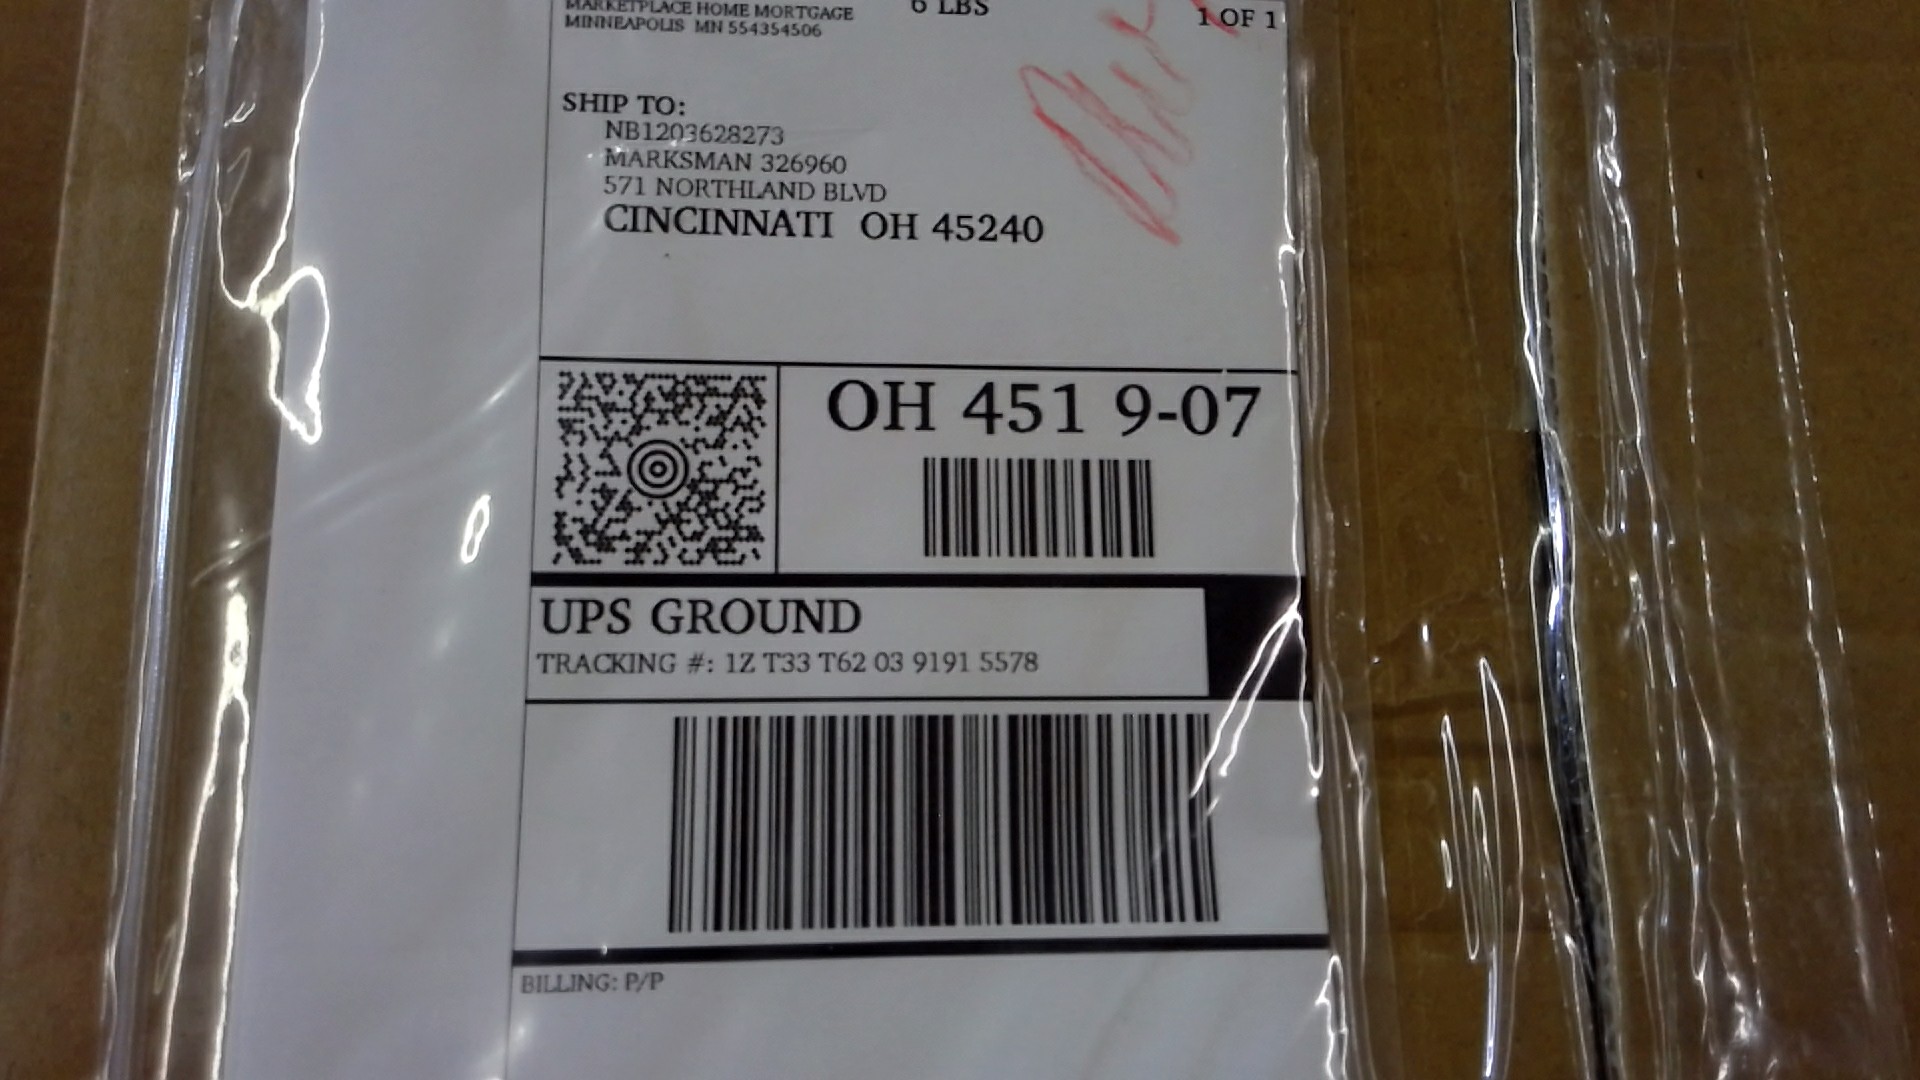 MARKETPLACE HOME MORTGAGE
6 LBS
1 OF 1
MINNEAPOLIS MN 554354506
SHIP TO:
NB1203628273
MARKSMAN 326960
571 NORTHLAND BLVD
CINCINNATI OH 45240
OH 451 9-07
UPS GROUND
TRACKING #: 1Z T33 T62 03 9191 5578
BILLING: P/P